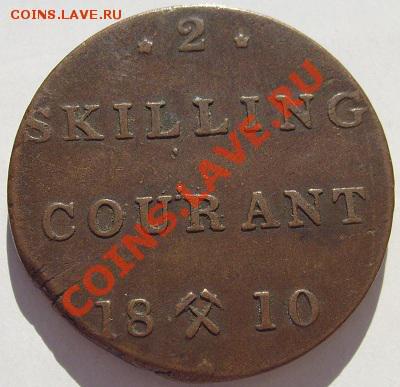 COINS.LAVE.RU
* 2 *
SKILLING
COURANT
18 ⚒ 10
COINS.LAVE.RU